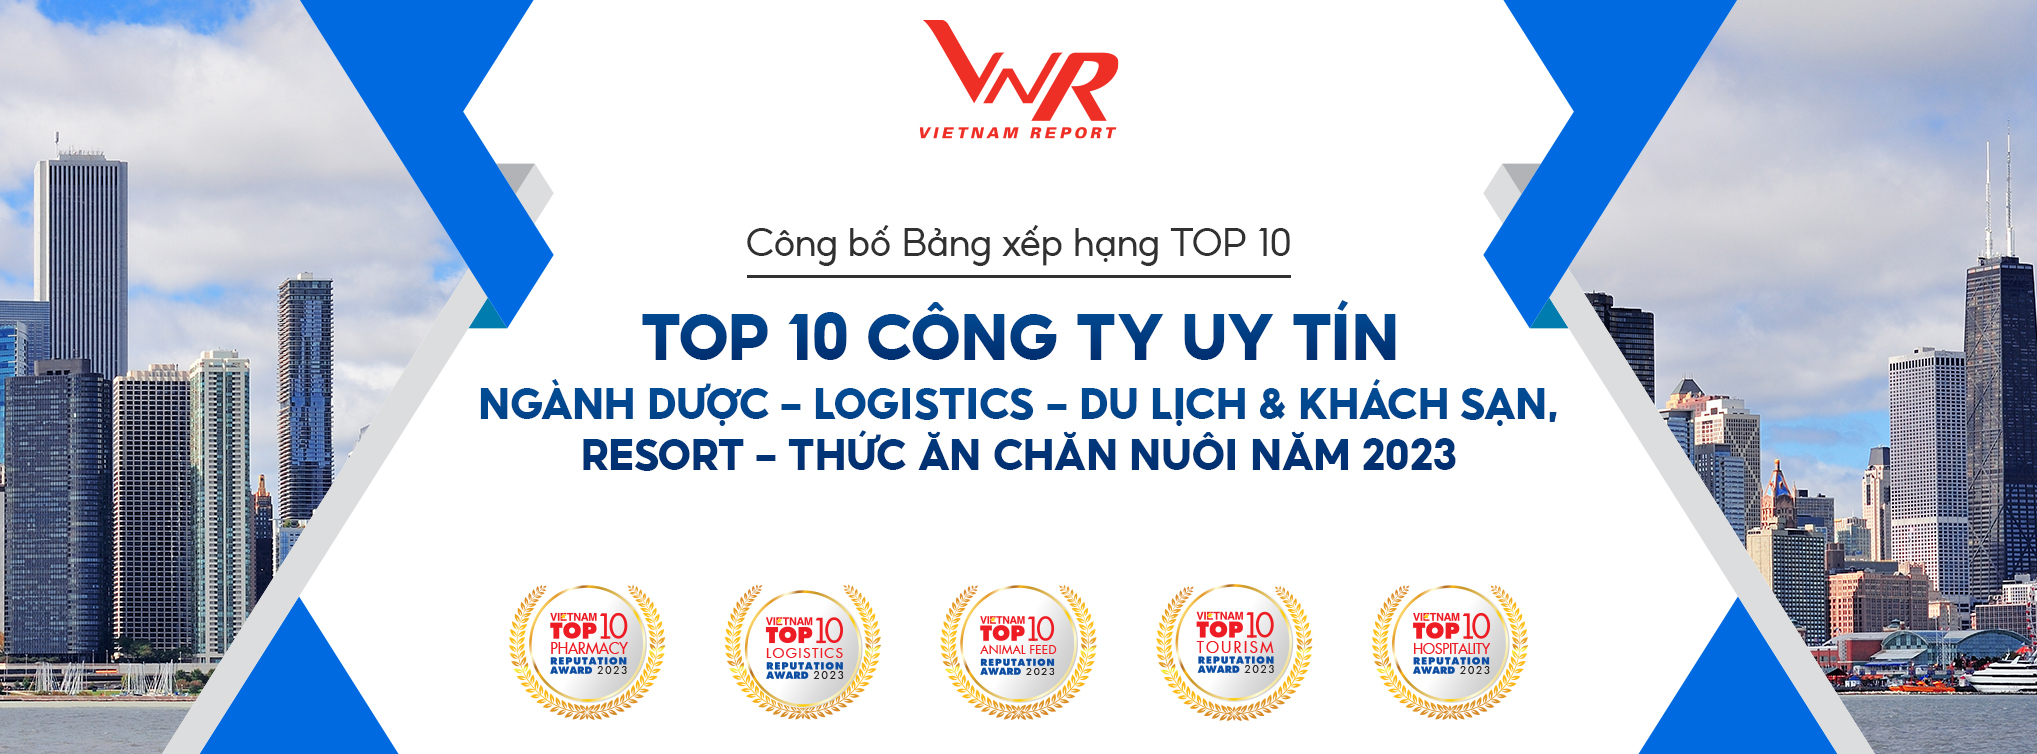 VNR
VIETNAM REPORT
Công bố Bảng xếp hạng TOP 10
TOP 10 CÔNG TY UY TÍN
NGÀNH DƯỢC – LOGISTICS – DU LỊCH & KHÁCH SẠN,
RESORT – THỨC ĂN CHĂN NUÔI NĂM 2023
VIETNAM
TOP 10
PHARMACY
REPUTATION
AWARD 2023
VIETNAM
TOP 10
LOGISTICS
REPUTATION
AWARD 2023
VIETNAM
TOP 10
ANIMAL FEED
REPUTATION
AWARD 2023
VIETNAM
TOP 10
TOURISM
REPUTATION
AWARD 2023
VIETNAM
TOP 10
HOSPITALITY
REPUTATION
AWARD 2023